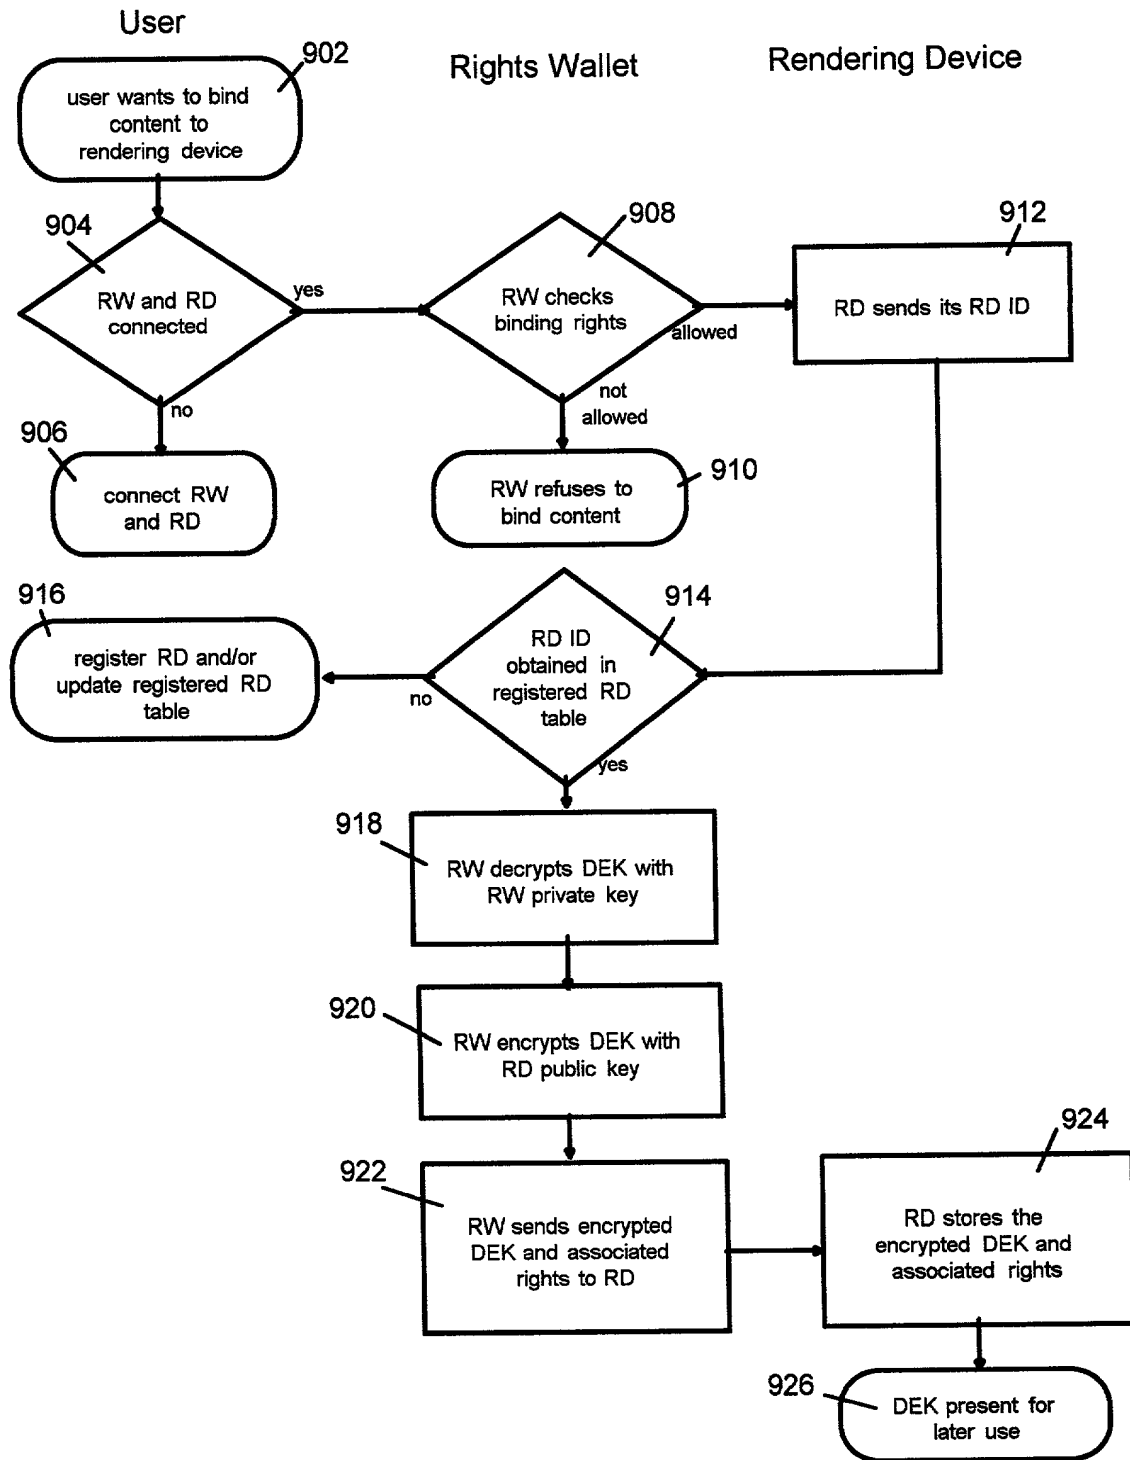 User
Rights Wallet
Rendering Device
902
user wants to bind
content to
rendering device
904
RW and RD
connected
yes
no
906
connect RW
and RD
908
RW checks
binding rights
allowed
not
allowed
910
RW refuses to
bind content
912
RD sends its RD ID
914
RD ID
obtained in
registered RD
table
no
yes
916
register RD and/or
update registered RD
table
918
RW decrypts DEK with
RW private key
920
RW encrypts DEK with
RD public key
922
RW sends encrypted
DEK and associated
rights to RD
924
RD stores the
encrypted DEK and
associated rights
926
DEK present for
later use